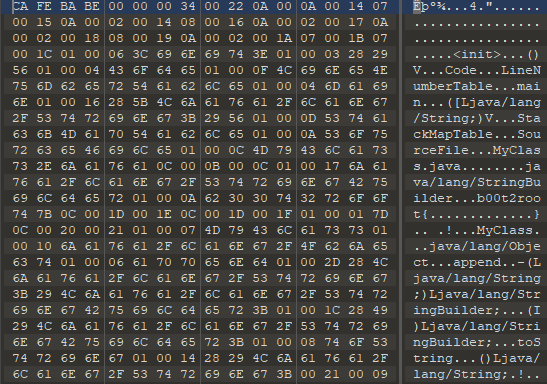 CA FE BA BE 00 00 00 34 00 22 0A 00 0A 00 14 07 Êþº¾...4."......
00 15 0A 00 02 00 14 08 00 16 0A 00 02 00 17 0A ................
00 02 00 18 08 00 19 0A 00 02 00 1A 07 00 1B 07 ................
00 1C 01 00 06 3C 69 6E 69 74 3E 01 00 03 28 29 .....<init>...()
56 01 00 04 43 6F 64 65 01 00 0F 4C 69 6E 65 4E V...Code...LineN
75 6D 62 65 72 54 61 62 6C 65 01 00 04 6D 61 69 umberTable...mai
6E 01 00 16 28 5B 4C 6A 61 76 61 2F 6C 61 6E 67 n...([Ljava/lang
2F 53 74 72 69 6E 67 3B 29 56 01 00 0D 53 74 61 /String;)V...Sta
63 6B 4D 61 70 54 61 62 6C 65 01 00 0A 53 6F 75 ckMapTable...Sou
72 63 65 46 69 6C 65 01 00 0C 4D 79 43 6C 61 73 rceFile...MyClas
73 2E 6A 61 76 61 0C 00 0B 00 0C 01 00 17 6A 61 s.java........ja
76 61 2F 6C 61 6E 67 2F 53 74 72 69 6E 67 42 75 va/lang/StringBu
69 6C 64 65 72 01 00 0A 62 30 30 74 32 72 6F 6F ilder...b00t2roo
74 7B 0C 00 1D 00 1E 0C 00 1D 00 1F 01 00 01 7D t{.............}
0C 00 20 00 21 01 00 07 4D 79 43 6C 61 73 73 01 .. .!...MyClass.
00 10 6A 61 76 61 2F 6C 61 6E 67 2F 4F 62 6A 65 ..java/lang/Obje
63 74 01 00 06 61 70 70 65 6E 64 01 00 2D 28 4C ct...append..-(L
6A 61 76 61 2F 6C 61 6E 67 2F 53 74 72 69 6E 67 java/lang/String
3B 29 4C 6A 61 76 61 2F 6C 61 6E 67 2F 53 74 72 ;)Ljava/lang/Str
69 6E 67 42 75 69 6C 64 65 72 3B 01 00 1C 28 49 ingBuilder;...(I
29 4C 6A 61 76 61 2F 6C 61 6E 67 2F 53 74 72 69 )Ljava/lang/Stri
6E 67 42 75 69 6C 64 65 72 3B 01 00 08 74 6F 53 ngBuilder;...toS
74 72 69 6E 67 01 00 14 28 29 4C 6A 61 76 61 2F tring...()Ljava/
6C 61 6E 67 2F 53 74 72 69 6E 67 3B 00 21 00 09 lang/String;.!..